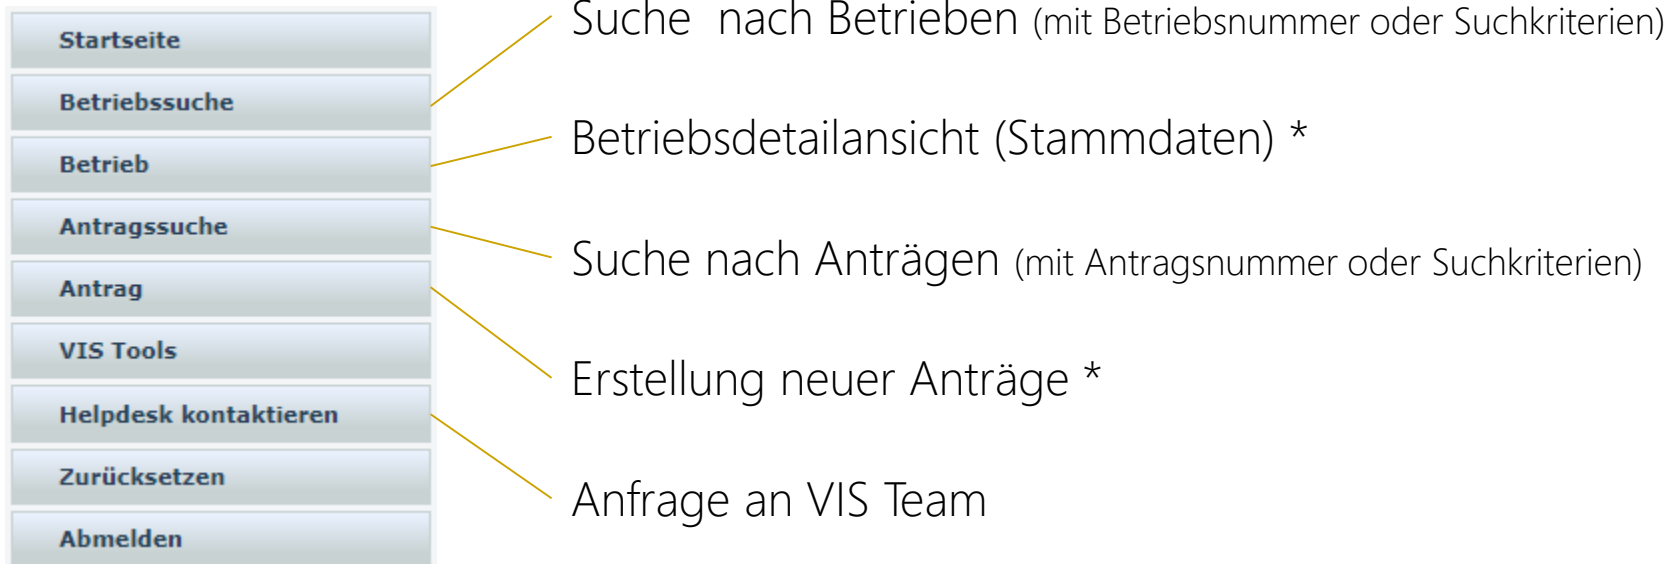 Startseite
Betriebssuche
Betrieb
Antragssuche
Antrag
VIS Tools
Helpdesk kontaktieren
Zurücksetzen
Abmelden
Suche  nach Betrieben (mit Betriebsnummer oder Suchkriterien)
Betriebsdetailansicht (Stammdaten) *
Suche nach Anträgen (mit Antragsnummer oder Suchkriterien)
Erstellung neuer Anträge *
Anfrage an VIS Team